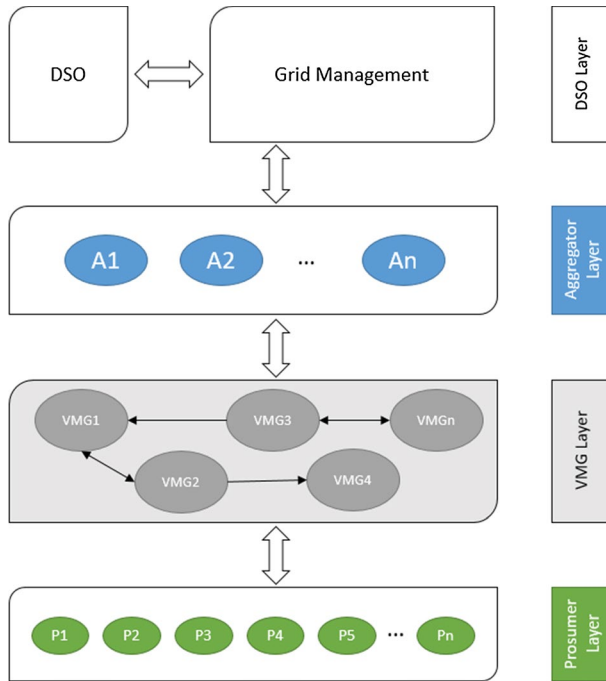 DSO
Grid Management
DSO Layer
A1 A2 ... An
Aggregator
Layer
VMG1 VMG3 VMGn
VMG2 VMG4
VMG Layer
P1 P2 P3 P4 P5 ... Pn
Prosumer
Layer